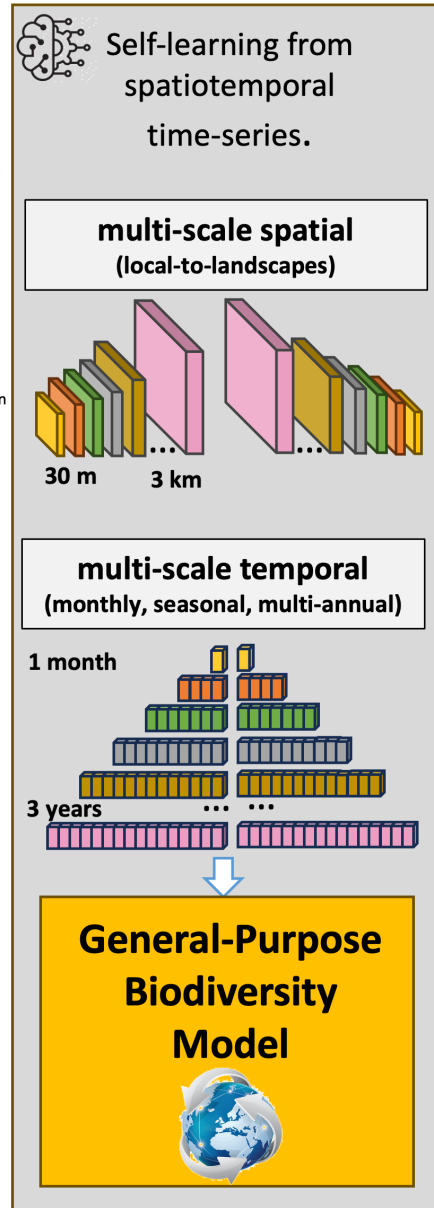 Self-learning from
spatiotemporal
time-series.
multi-scale spatial
(local-to-landscapes)
n
... ...
30 m 3 km
multi-scale temporal
(monthly, seasonal, multi-annual)
1 month
... ...
3 years
General-Purpose
Biodiversity
Model